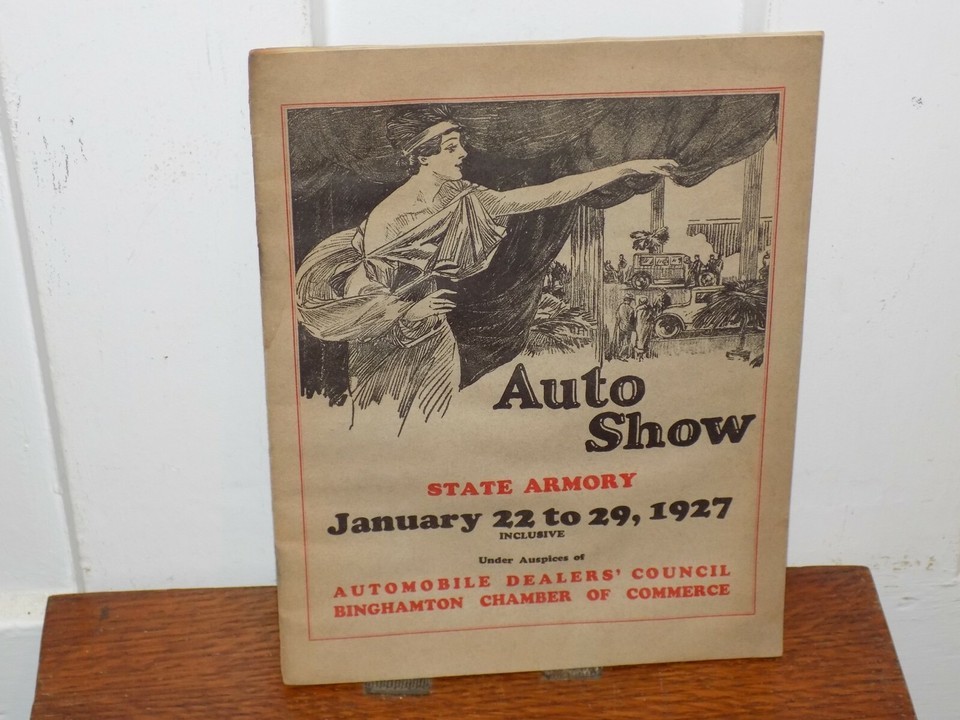 Auto
Show
STATE ARMORY
January 22 to 29, 1927
INCLUSIVE
Under Auspices of
AUTOMOBILE DEALERS' COUNCIL
BINGHAMTON CHAMBER OF COMMERCE